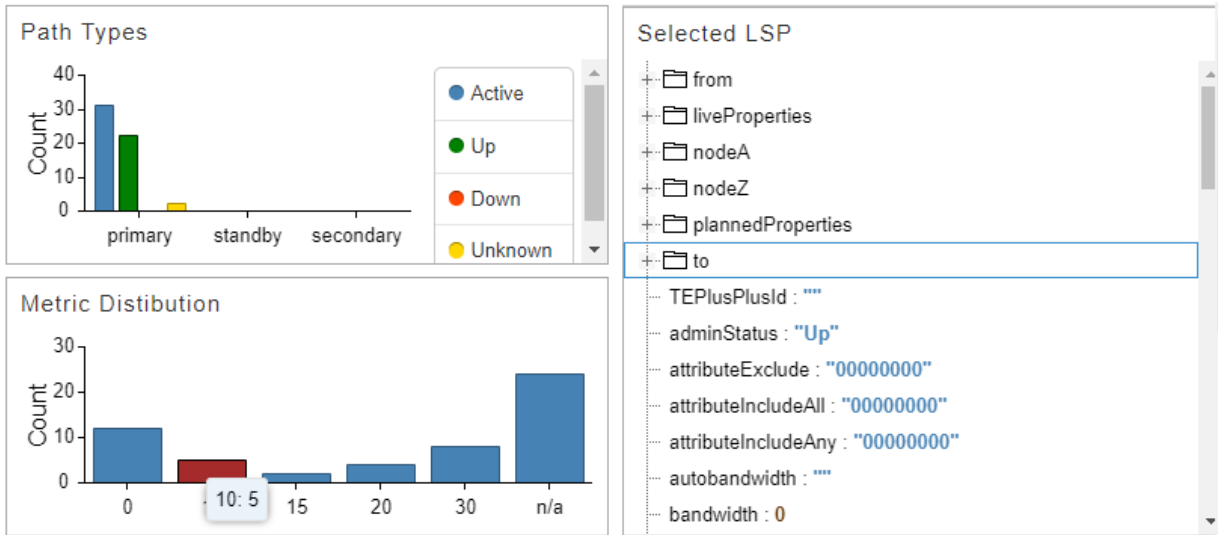 Path Types
40
30
20
10
0
Count
primary
standby
secondary
Active
Up
Down
Unknown
Metric Distibution
30
20
10
0
Count
0
10: 5
15
20
30
n/a
Selected LSP
from
liveProperties
nodeA
nodeZ
plannedProperties
to
TEPlusPlusId : ""
adminStatus : "Up"
attributeExclude : "00000000"
attributeIncludeAll : "00000000"
attributeIncludeAny : "00000000"
autobandwidth : ""
bandwidth : 0